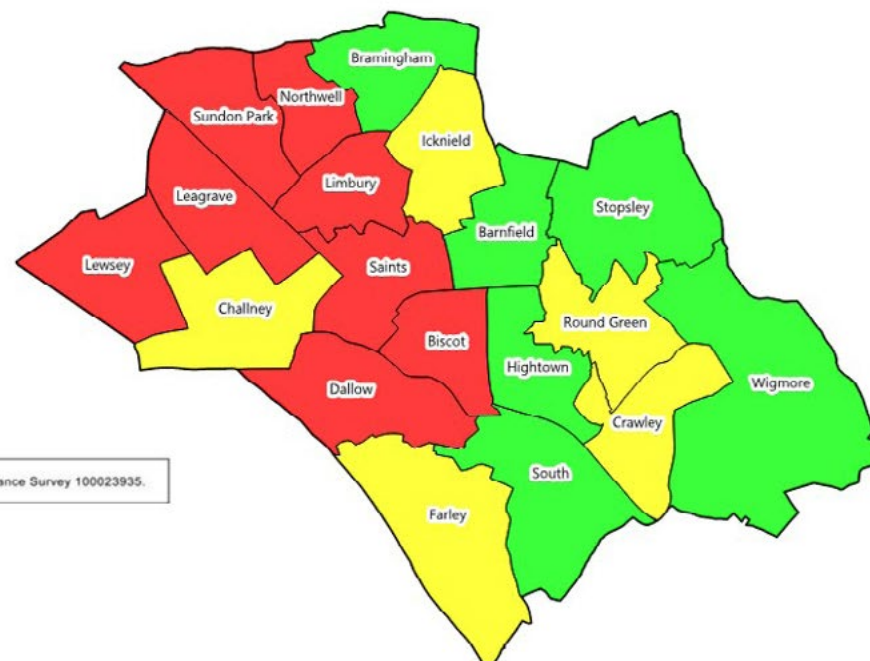 Bramingham
Northwell
Sundon Park
Icknield
Limbury
Leagrave
Stopsley
Barnfield
Lewsey
Saints
Challney
Round Green
Biscot
Hightown
Wigmore
Dallow
Crawley
South
ance Survey 100023935.
Farley